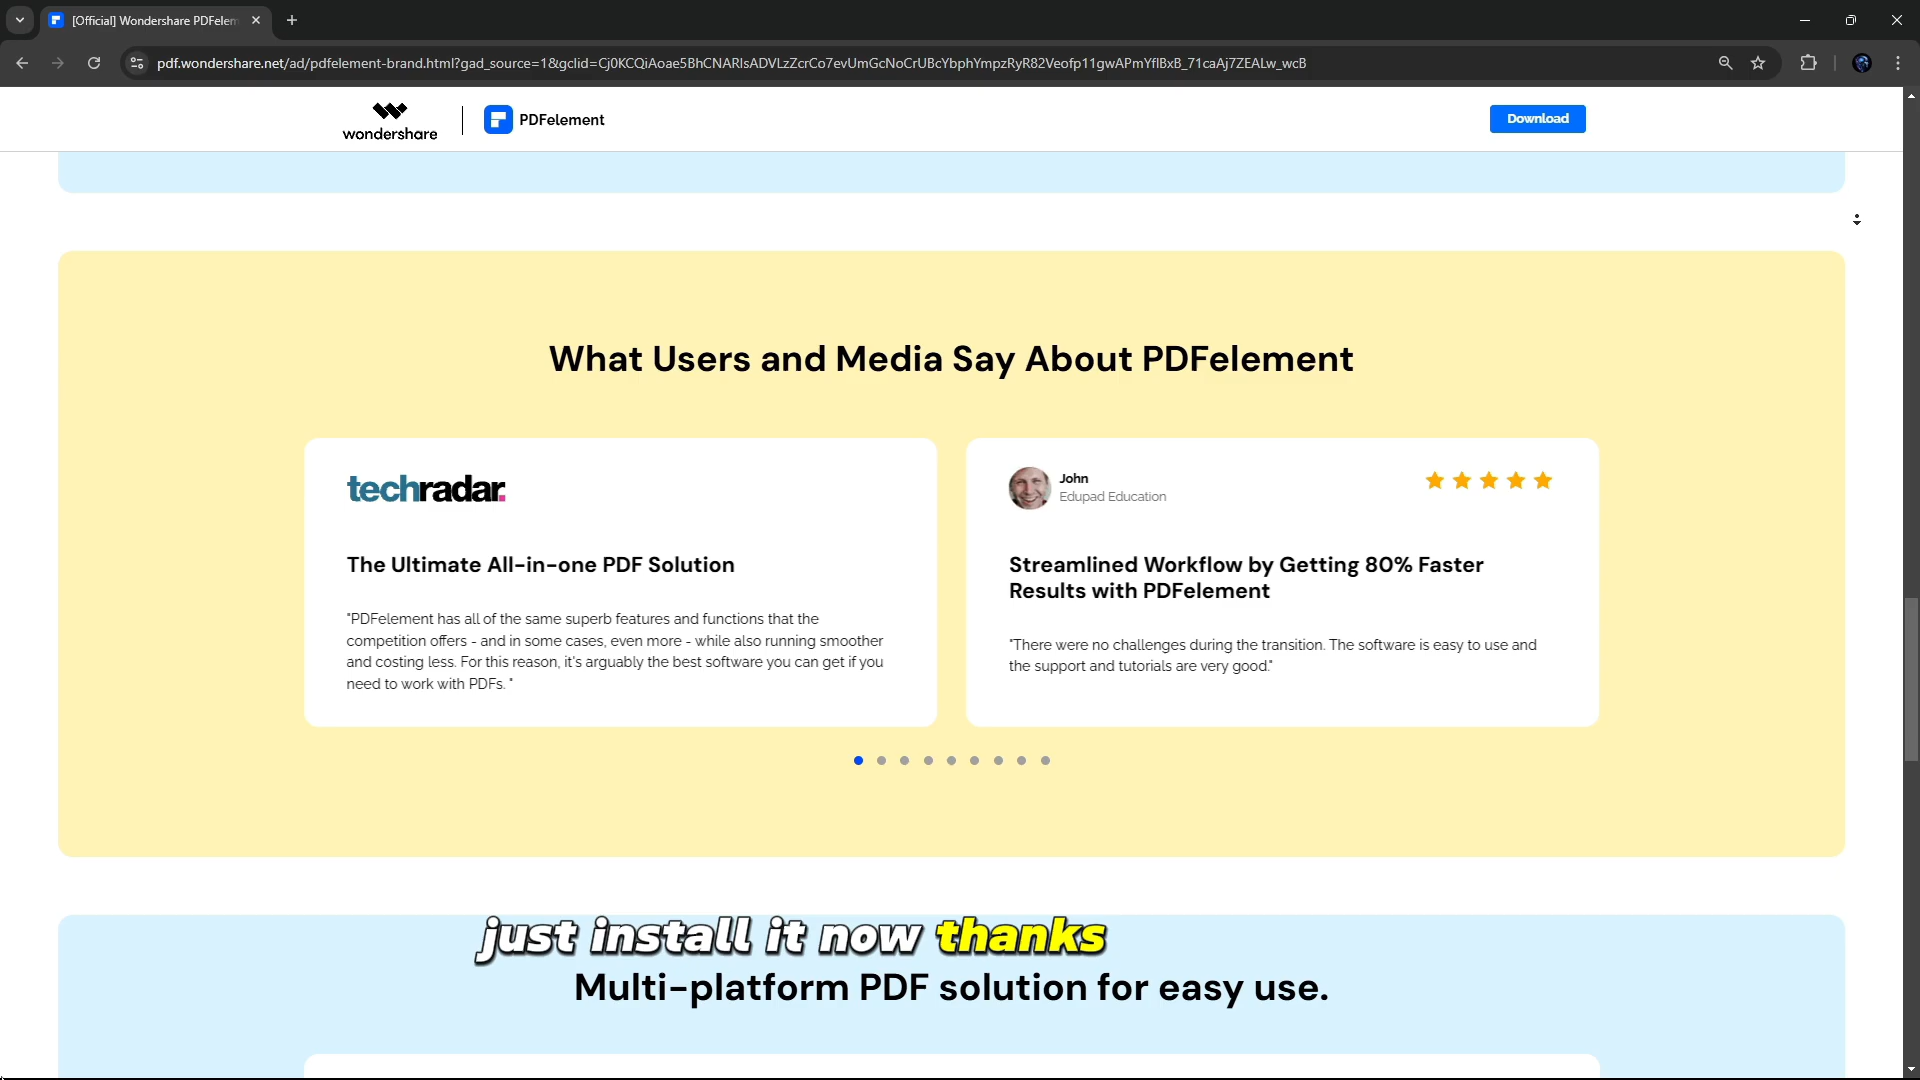 [Official] Wondershare PDFelem
pdf.wondershare.net/ad/pdfelement-brand.html?gad_source=1&gclid=Cj0KCQiAoae5BhCNARIsADVLzZcrCo7evUmGcNoCrUBcYbphYmpzRyR82Veofp11gwAPmYflBxB_71caAj7ZEALw_wcB
wondershare
PDFelement
Download
What Users and Media Say About PDFelement
techradar.
The Ultimate All-in-one PDF Solution
"PDFelement has all of the same superb features and functions that the
competition offers - and in some cases, even more - while also running smoother
and costing less. For this reason, it's arguably the best software you can get if you
need to work with PDFs. "
John
Edupad Education
Streamlined Workflow by Getting 80% Faster
Results with PDFelement
"There were no challenges during the transition. The software is easy to use and
the support and tutorials are very good."
just install it now thanks
Multi-platform PDF solution for easy use.